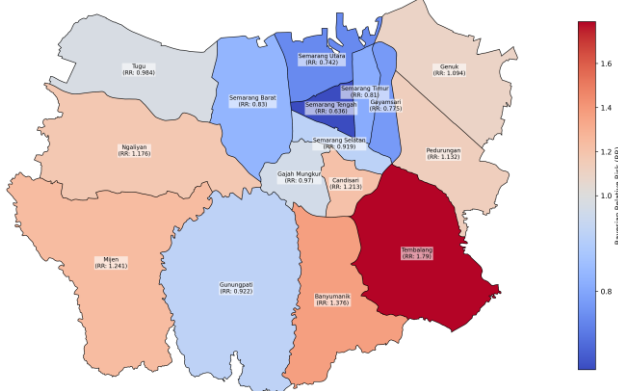 Tugu
(RR: 0.984)
Semarang Utara
(RR: 0.742)
Genuk
(RR: 1.094)
Semarang Barat
(RR: 0.83)
Semarang Timur
(RR: 0.81)
Semarang Tengah
(RR: 0.636)
Gayamsari
(RR: 0.775)
Semarang Selatan
(RR: 0.919)
Ngaliyan
(RR: 1.176)
Pedurungan
(RR: 1.132)
Gajah Mungkur
(RR: 0.97)
Candisari
(RR: 1.213)
Mijen
(RR: 1.241)
Gunungpati
(RR: 0.922)
Banyumanik
(RR: 1.376)
Tembalang
(RR: 1.79)
1.6
1.4
1.2
1.0
0.8
Bayesian Relative Risk (RR)